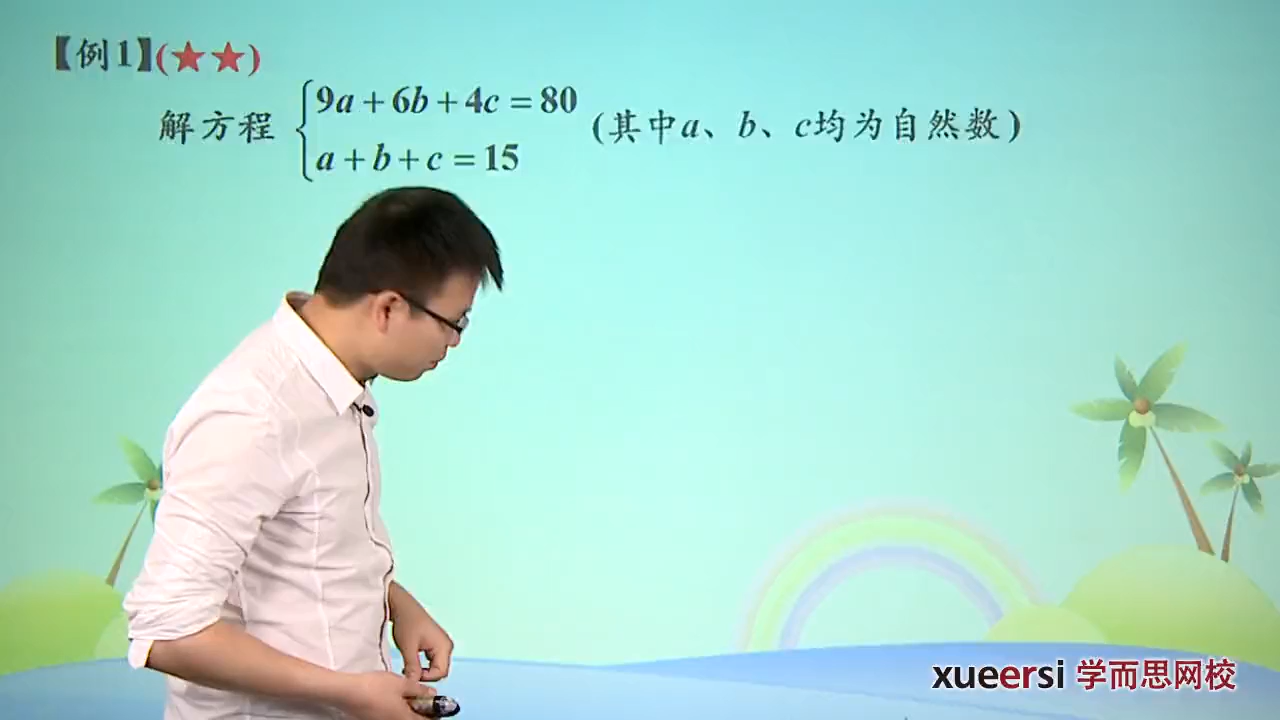 【例1】(★★)
解方程 { 9a+6b+4c=80
a+b+c=15 (其中a、b、c均为自然数)
xueersi 学而思网校